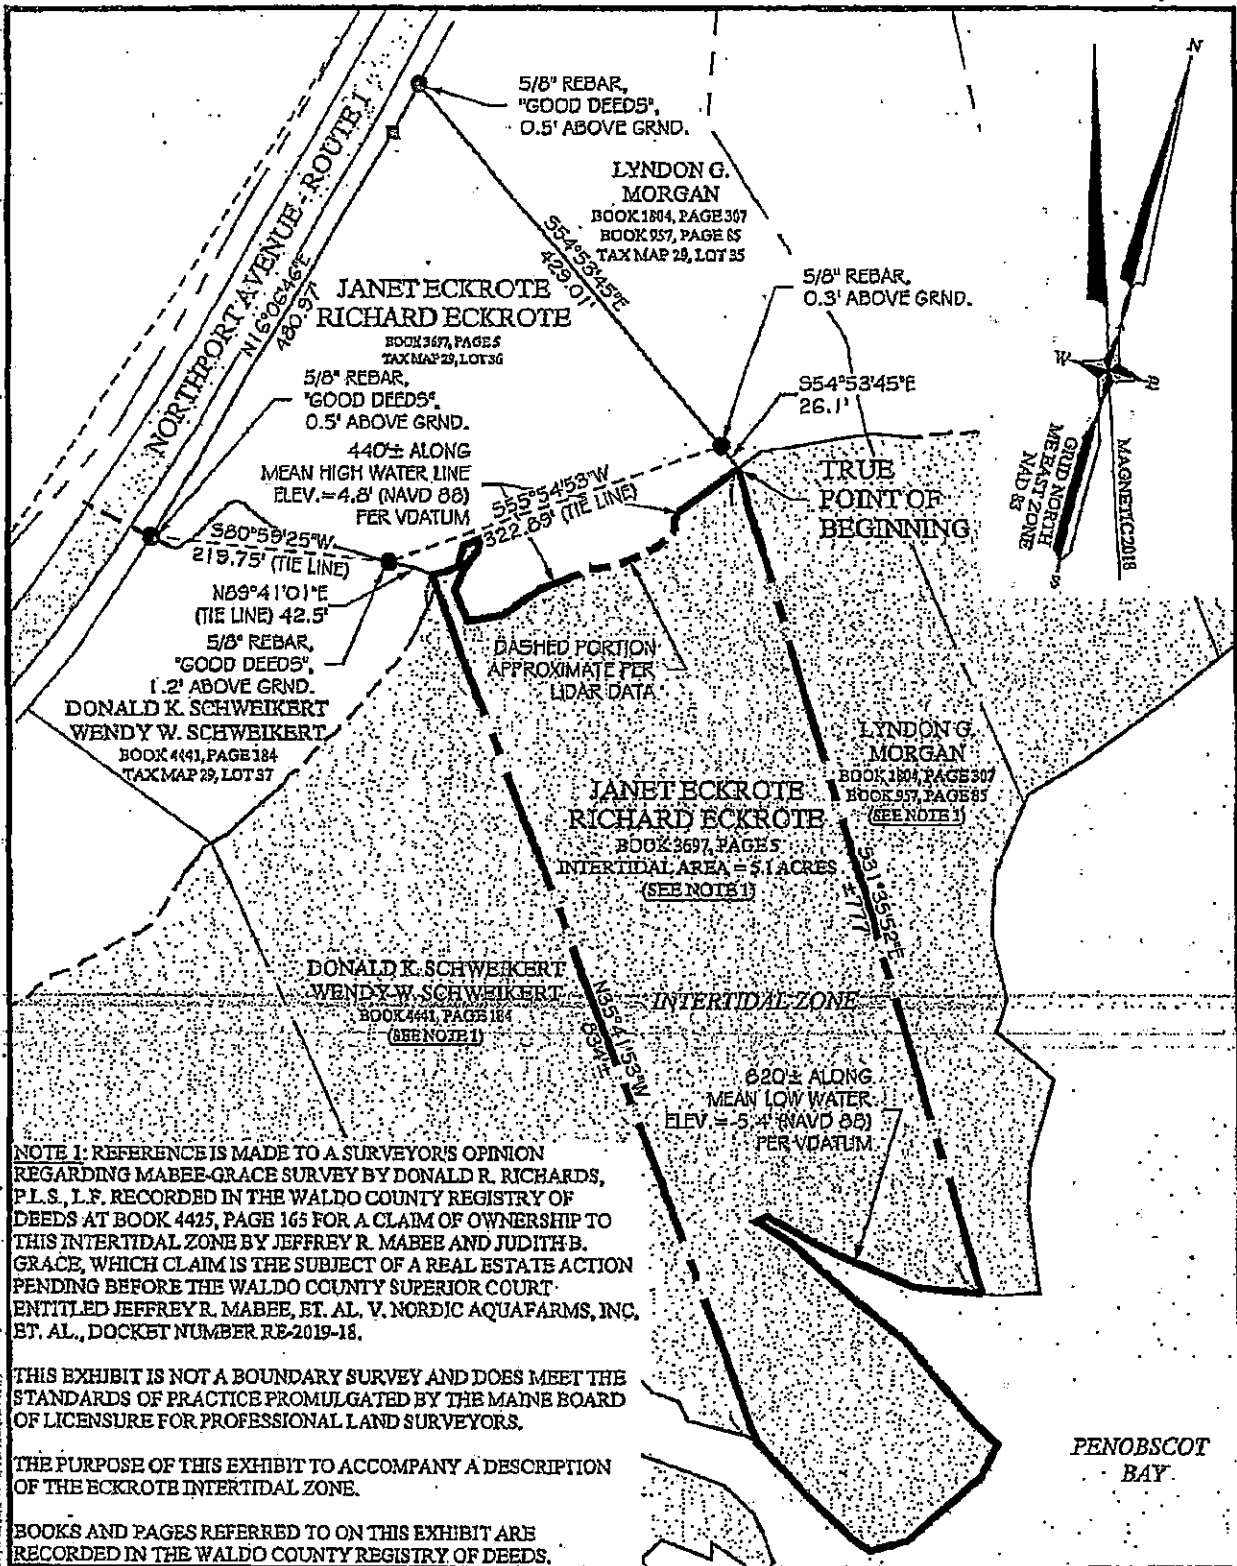 5/8" REBAR,
"GOOD DEEDS",
0.5' ABOVE GRND.
N
NORTHPORT AVENUE - ROUTE 1
N16°06'46"E
480.97'
LYNDON G.
MORGAN
BOOK 1804, PAGE 307
BOOK 957, PAGE 85
TAX MAP 29, LOT 35
S54°53'45"E
429.01'
JANET ECKROTE
RICHARD ECKROTE
BOOK 3697, PAGE 5
TAX MAP 29, LOT 36
5/8" REBAR,
0.3' ABOVE GRND.
S54°53'45"E
26.1'
W
E
S
GRID NORTH
ME EAST ZONE
NAD 83
MAGNETIC 2018
5/8" REBAR,
"GOOD DEEDS",
0.5' ABOVE GRND.
440'± ALONG
MEAN HIGH WATER LINE
ELEV.=4.8' (NAVD 88)
PER VDATUM
S55°54'53"W
322.89' (TIE LINE)
TRUE
POINT OF
BEGINNING
S80°59'25"W
219.75' (TIE LINE)
N89°41'01"E
(TIE LINE) 42.5'
5/8" REBAR,
"GOOD DEEDS",
1.2' ABOVE GRND.
DASHED PORTION
APPROXIMATE PER
LIDAR DATA
DONALD K. SCHWEIKERT
WENDY W. SCHWEIKERT
BOOK 4441, PAGE 184
TAX MAP 29, LOT 37
LYNDON G.
MORGAN
BOOK 1804, PAGE 307
BOOK 957, PAGE 85
(SEE NOTE 1)
JANET ECKROTE
RICHARD ECKROTE
BOOK 3697, PAGE 5
INTERTIDAL AREA = 5.1 ACRES
(SEE NOTE 1)
S31°35'52"E
777'±
DONALD K. SCHWEIKERT
WENDY W. SCHWEIKERT
BOOK 4441, PAGE 184
(SEE NOTE 1)
N35°41'53"W
834'±
INTERTIDAL ZONE
620'± ALONG
MEAN LOW WATER
ELEV = -5.4' (NAVD 88)
PER VDATUM
NOTE 1: REFERENCE IS MADE TO A SURVEYOR'S OPINION
REGARDING MABEE-GRACE SURVEY BY DONALD R. RICHARDS,
P.L.S., L.F. RECORDED IN THE WALDO COUNTY REGISTRY OF
DEEDS AT BOOK 4425, PAGE 165 FOR A CLAIM OF OWNERSHIP TO
THIS INTERTIDAL ZONE BY JEFFREY R. MABEE AND JUDITH B.
GRACE, WHICH CLAIM IS THE SUBJECT OF A REAL ESTATE ACTION
PENDING BEFORE THE WALDO COUNTY SUPERIOR COURT
ENTITLED JEFFREY R. MABEE, ET. AL. V. NORDIC AQUAFARMS, INC,
ET. AL., DOCKET NUMBER RE-2019-18.
THIS EXHIBIT IS NOT A BOUNDARY SURVEY AND DOES MEET THE
STANDARDS OF PRACTICE PROMULGATED BY THE MAINE BOARD
OF LICENSURE FOR PROFESSIONAL LAND SURVEYORS.
THE PURPOSE OF THIS EXHIBIT TO ACCOMPANY A DESCRIPTION
OF THE ECKROTE INTERTIDAL ZONE.
BOOKS AND PAGES REFERRED TO ON THIS EXHIBIT ARE
RECORDED IN THE WALDO COUNTY REGISTRY OF DEEDS.
PENOBSCOT
BAY